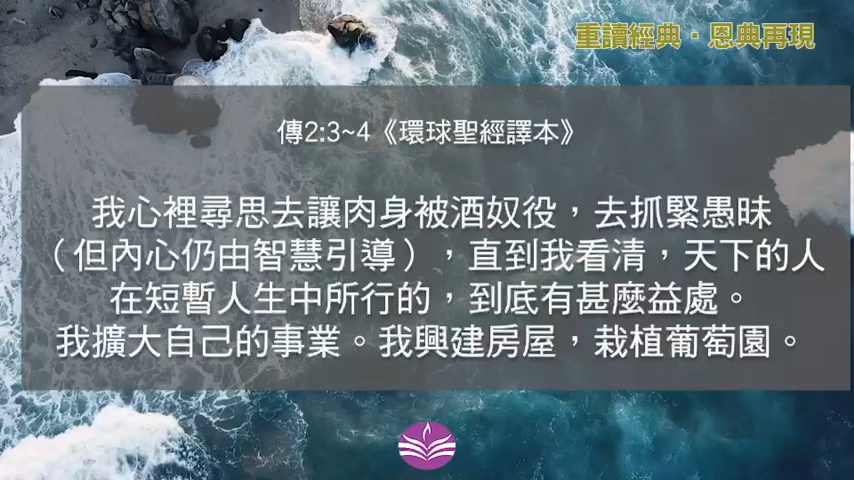 重讀經典・恩典再現
傳2:3~4《環球聖經譯本》
我心裡尋思去讓肉身被酒奴役，去抓緊愚昧
（但內心仍由智慧引導），直到我看清，天下的人
在短暫人生中所行的，到底有甚麼益處。
我擴大自己的事業。我興建房屋，栽植葡萄園。